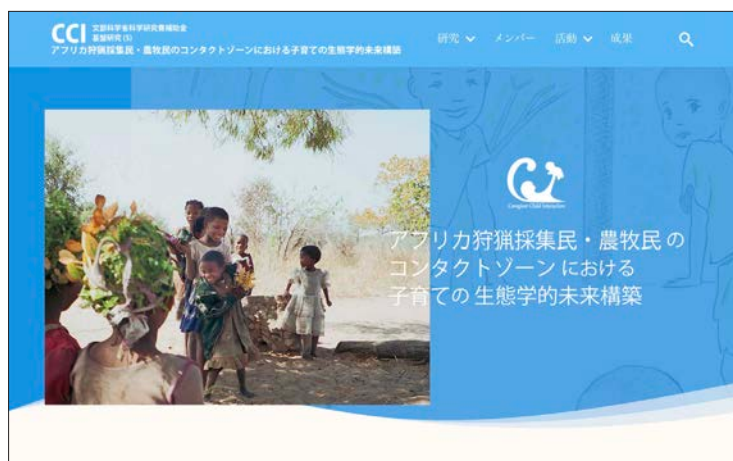 CCI
文部科学省科学研究費補助金
基盤研究 (S)
アフリカ狩猟採集民・農牧民のコンタクトゾーンにおける子育ての生態学的未来構築
研究 メンバー 活動 成果
Caregiver-Child Interaction
アフリカ狩猟採集民・農牧民 の
コンタクトゾーン における
子育ての 生態学的未来構築